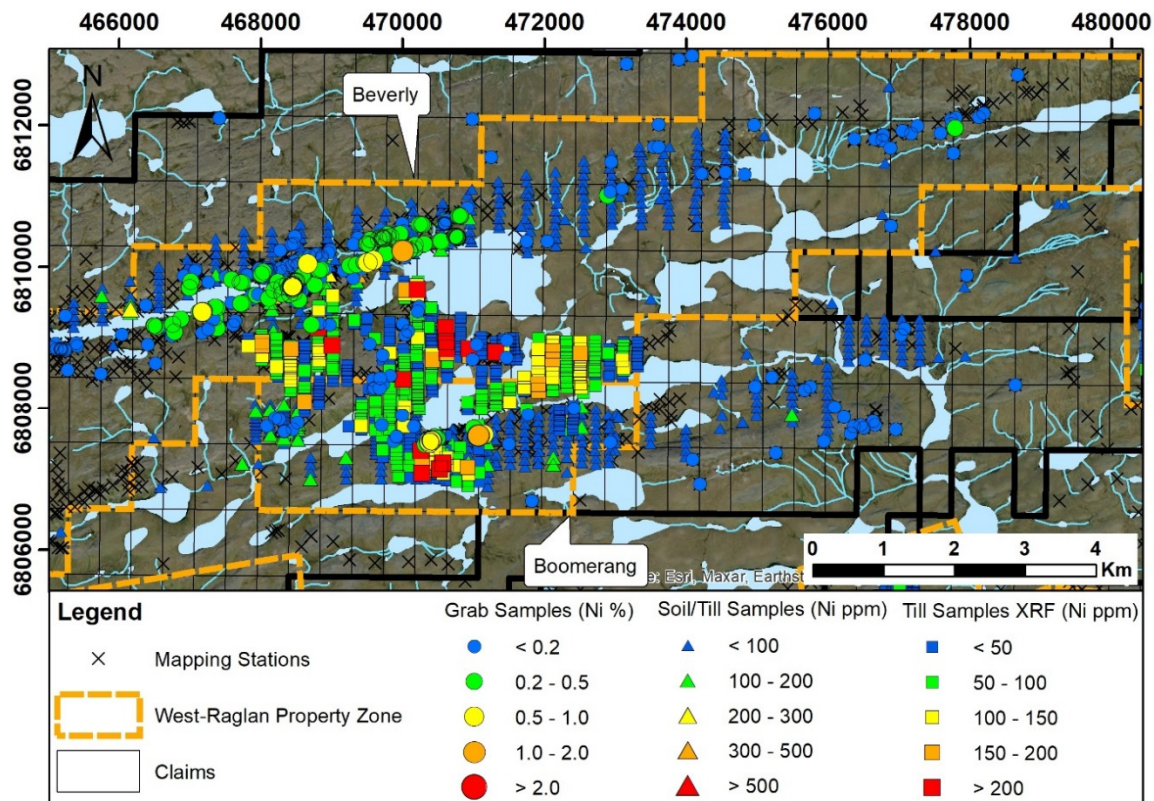 466000 468000 470000 472000 474000 476000 478000 480000
6812000
6810000
6808000
6806000
N
Beverly
Boomerang
0 1 2 3 4
Km
Esri, Maxar, Earthst
Legend
Mapping Stations
West-Raglan Property Zone
Claims
Grab Samples (Ni %)
< 0.2
0.2 - 0.5
0.5 - 1.0
1.0 - 2.0
> 2.0
Soil/Till Samples (Ni ppm)
< 100
100 - 200
200 - 300
300 - 500
> 500
Till Samples XRF (Ni ppm)
< 50
50 - 100
100 - 150
150 - 200
> 200